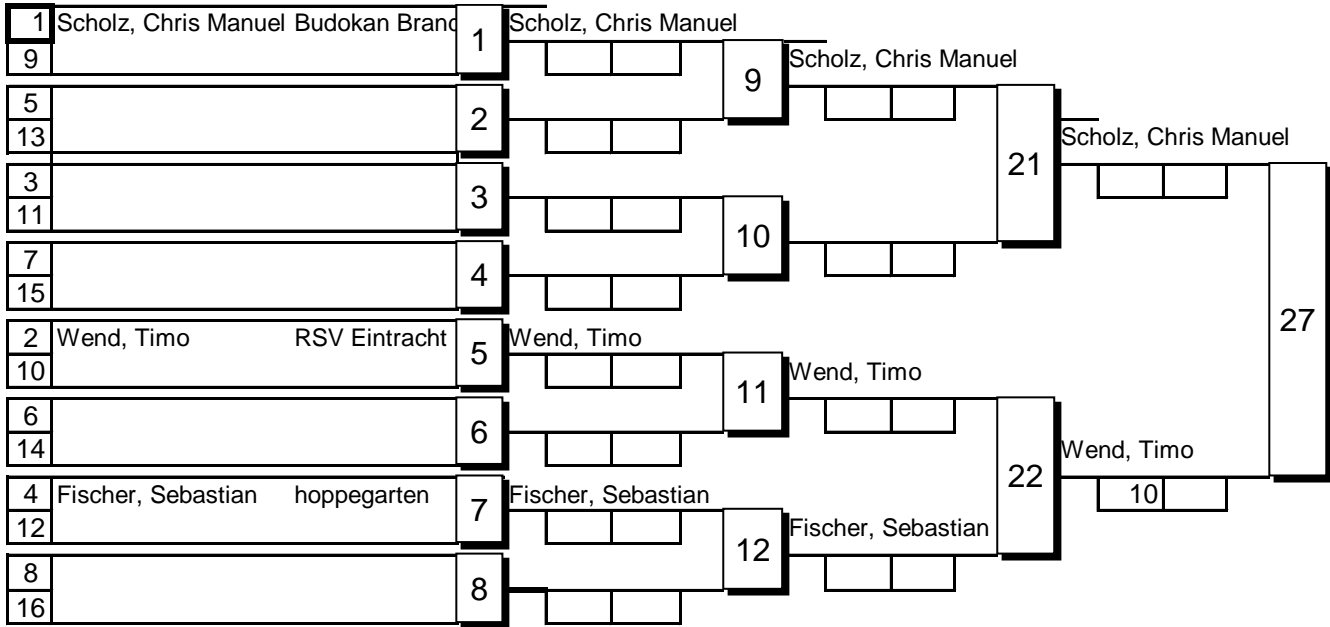 1 Scholz, Chris Manuel Budokan Branc 1 Scholz, Chris Manuel
9 9 Scholz, Chris Manuel
5
13 2 Scholz, Chris Manuel
3 21
11 3
7 10
15 4
2 Wend, Timo RSV Eintracht 5 Wend, Timo 27
10 11 Wend, Timo
6
14 6 Wend, Timo
4 Fischer, Sebastian hoppegarten 7 Fischer, Sebastian 22 10
12 12 Fischer, Sebastian
8
16 8